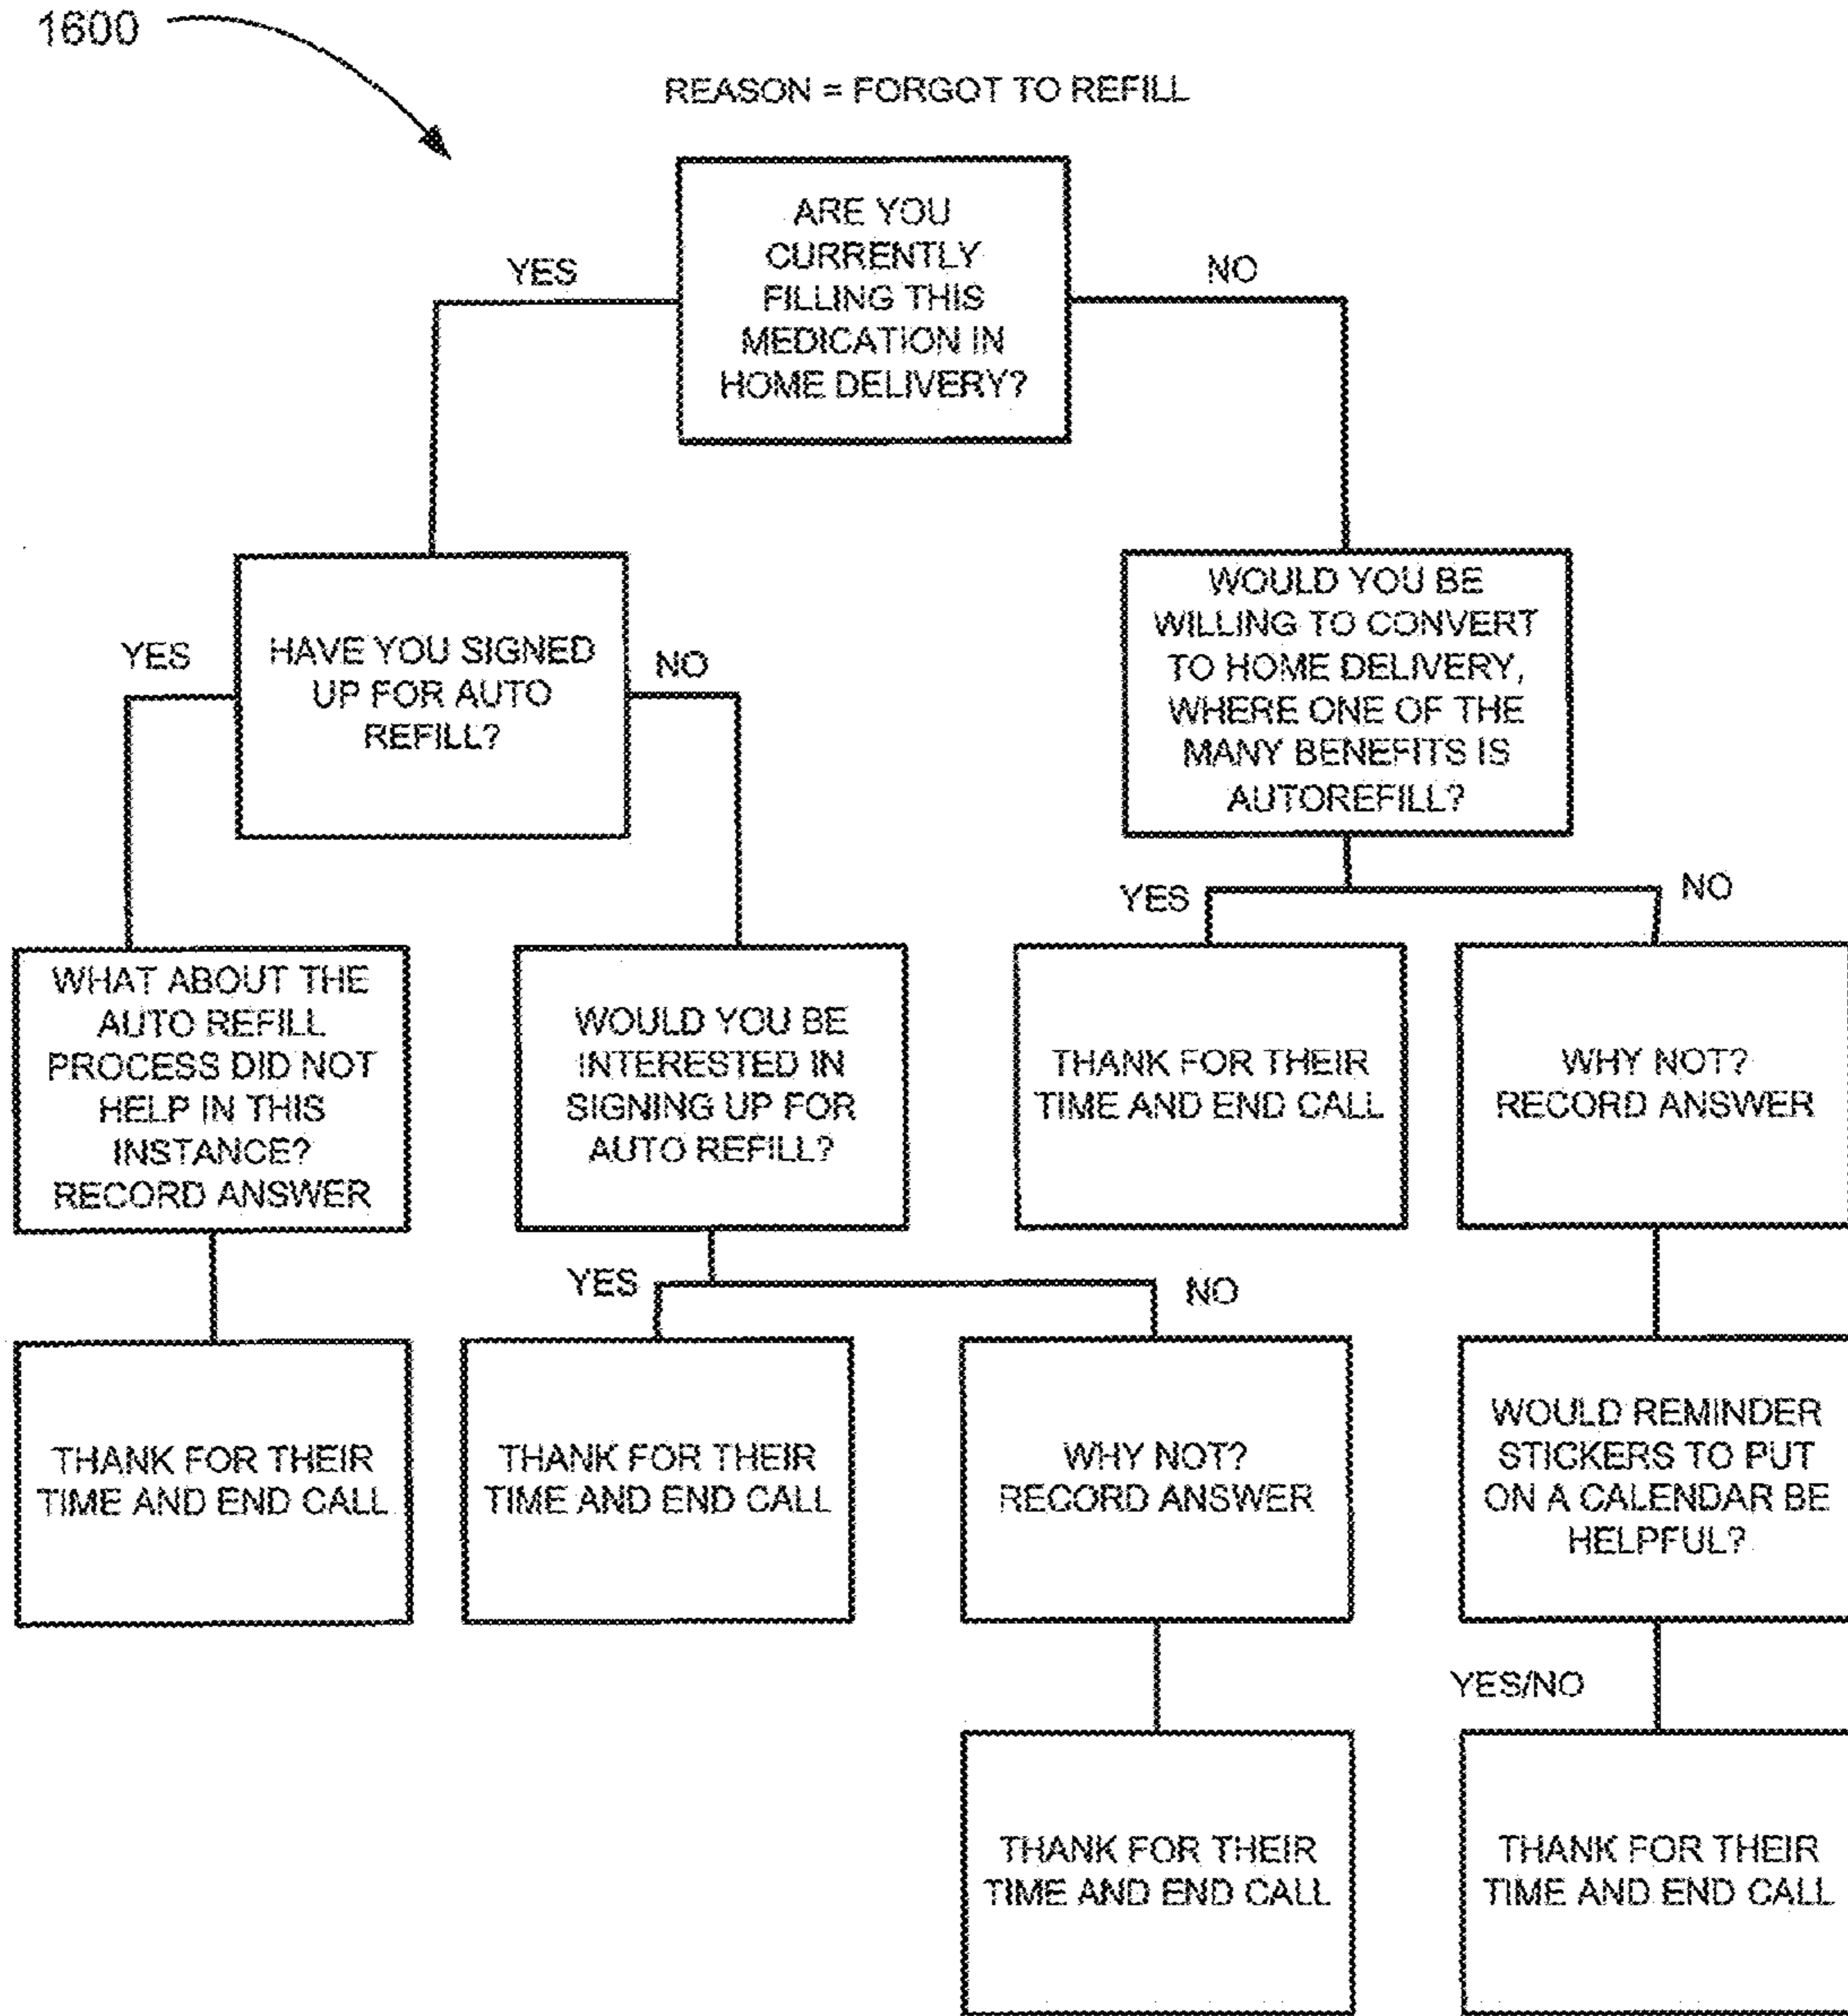 1600
REASON = FORGOT TO REFILL
ARE YOU
CURRENTLY
FILLING THIS
MEDICATION IN
HOME DELIVERY?
YES
NO
HAVE YOU SIGNED
UP FOR AUTO
REFILL?
YES
NO
WOULD YOU BE
WILLING TO CONVERT
TO HOME DELIVERY,
WHERE ONE OF THE
MANY BENEFITS IS
AUTOREFILL?
YES
NO
WHAT ABOUT THE
AUTO REFILL
PROCESS DID NOT
HELP IN THIS
INSTANCE?
RECORD ANSWER
WOULD YOU BE
INTERESTED IN
SIGNING UP FOR
AUTO REFILL?
THANK FOR THEIR
TIME AND END CALL
WHY NOT?
RECORD ANSWER
YES
NO
THANK FOR THEIR
TIME AND END CALL
THANK FOR THEIR
TIME AND END CALL
WHY NOT?
RECORD ANSWER
WOULD REMINDER
STICKERS TO PUT
ON A CALENDAR BE
HELPFUL?
YES/NO
THANK FOR THEIR
TIME AND END CALL
THANK FOR THEIR
TIME AND END CALL